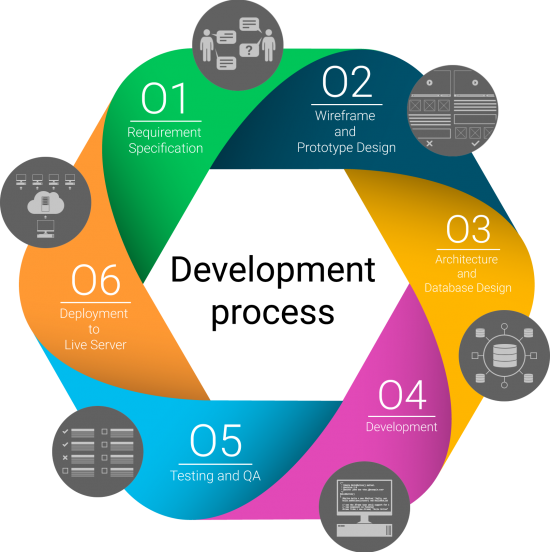 01
Requirement
Specification
02
Wireframe
and
Prototype Design
03
Architecture
and
Database Design
04
Development
05
Testing and QA
06
Deployment
to
Live Server
Development
process
?